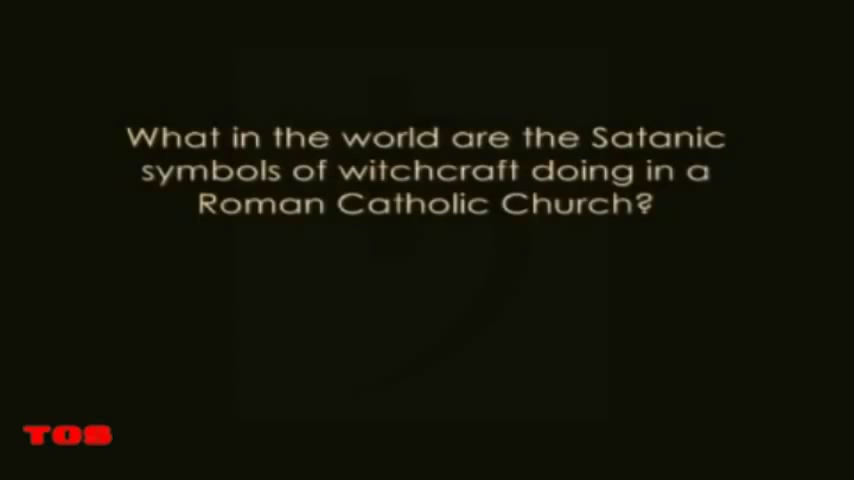 What in the world are the Satanic
symbols of witchcraft doing in a
Roman Catholic Church?
TOS